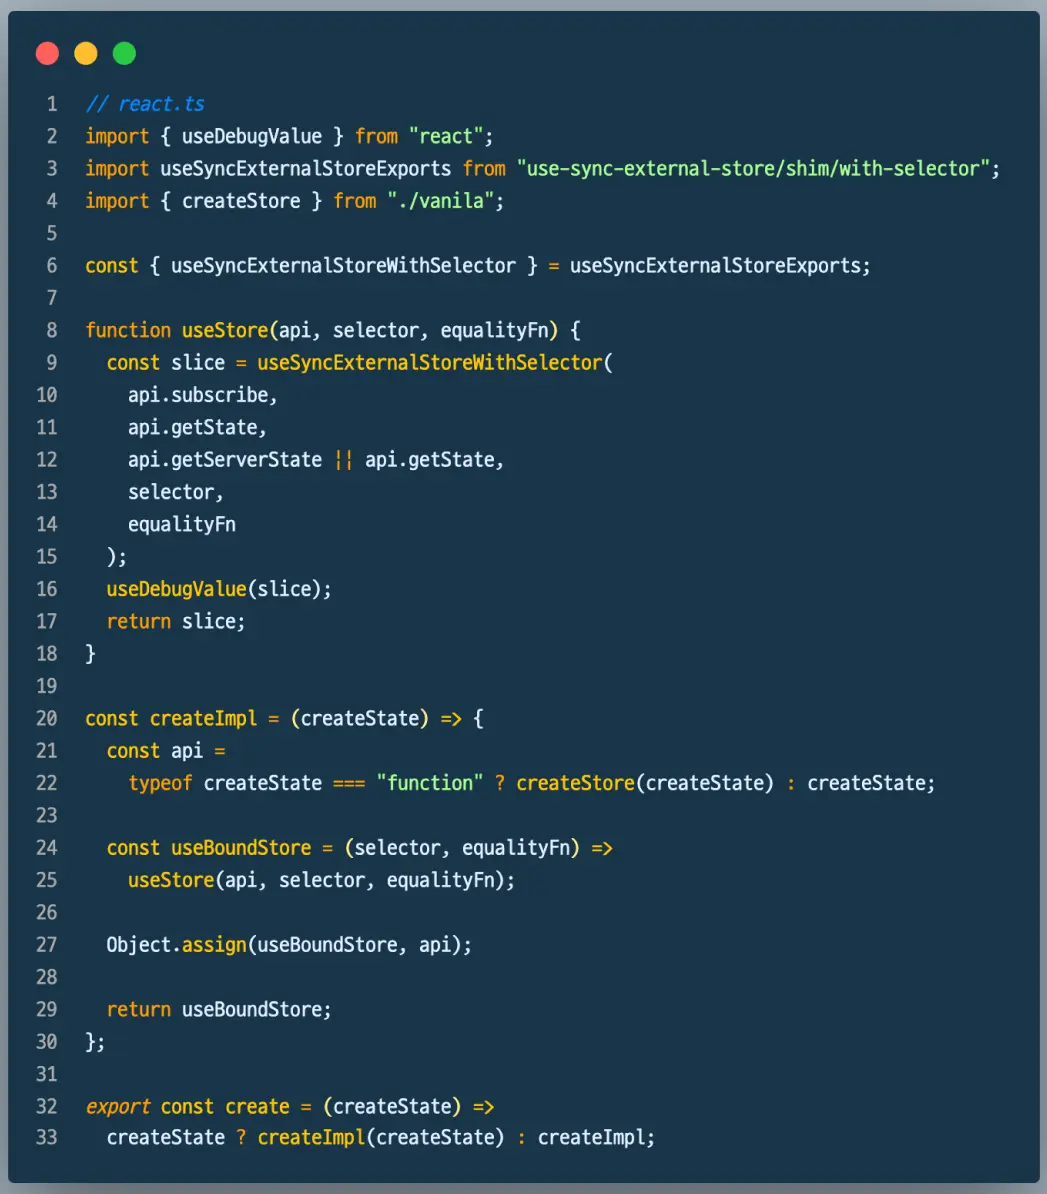 1 // react.ts
2 import { useDebugValue } from "react";
3 import useSyncExternalStoreExports from "use-sync-external-store/shim/with-selector";
4 import { createStore } from "./vanila";
5
6 const { useSyncExternalStoreWithSelector } = useSyncExternalStoreExports;
7
8 function useStore(api, selector, equalityFn) {
9   const slice = useSyncExternalStoreWithSelector(
10     api.subscribe,
11     api.getState,
12     api.getServerState || api.getState,
13     selector,
14     equalityFn
15   );
16   useDebugValue(slice);
17   return slice;
18 }
19
20 const createImpl = (createState) => {
21   const api =
22     typeof createState === "function" ? createStore(createState) : createState;
23
24   const useBoundStore = (selector, equalityFn) =>
25     useStore(api, selector, equalityFn);
26
27   Object.assign(useBoundStore, api);
28
29   return useBoundStore;
30 };
31
32 export const create = (createState) =>
33   createState ? createImpl(createState) : createImpl;